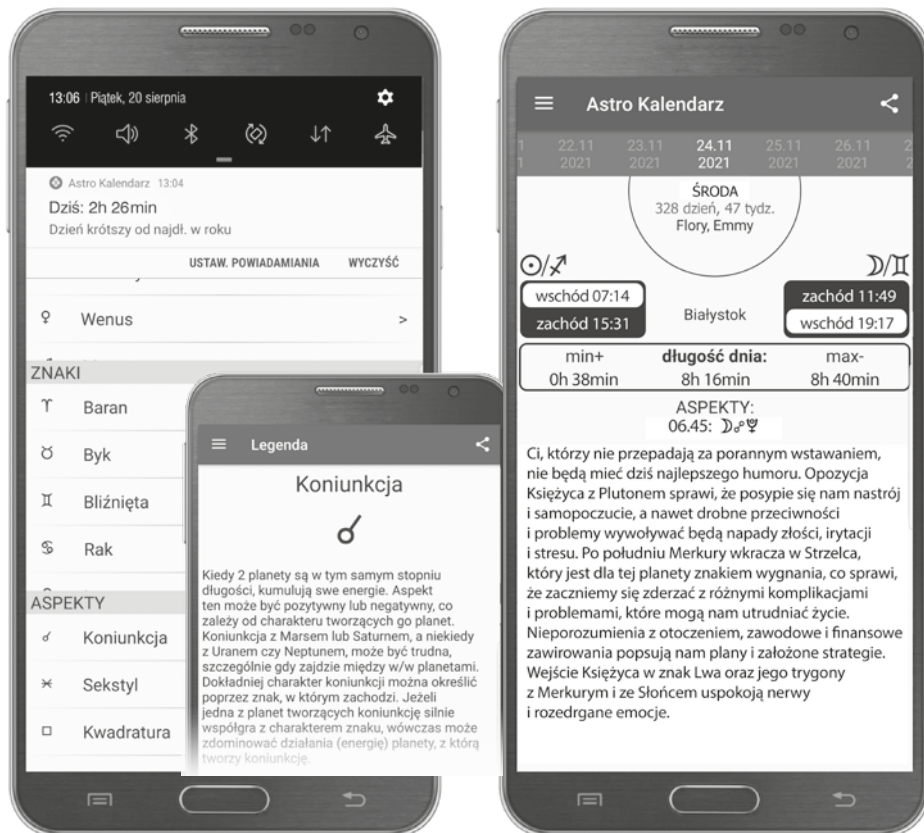 13:06 | Piątek, 20 sierpnia
Astro Kalendarz 13:04
Dziś: 2h 26min
Dzień krótszy od najdł. w roku
USTAW. POWIADAMIANIA WYCZYŚĆ
♀ Wenus >
ZNAKI
♈ Baran
♉ Byk
♊ Bliźnięta
♋ Rak
ASPEKTY
☌ Koniunkcja
⚹ Sekstyl
□ Kwadratura
Legenda
Koniunkcja
☌
Kiedy 2 planety są w tym samym stopniu
długości, kumulują swe energie. Aspekt
ten może być pozytywny lub negatywny, co
zależy od charakteru tworzących go planet.
Koniunkcja z Marsem lub Saturnem, a niekiedy
z Uranem czy Neptunem, może być trudna,
szczególnie gdy zajdzie między w/w planetami.
Dokładniej charakter koniunkcji można określić
poprzez znak, w którym zachodzi. Jeżeli
jedna z planet tworzących koniunkcję silnie
współgra z charakterem znaku, wówczas może
zdominować działania (energię) planety, z którą
tworzy koniunkcję.
Astro Kalendarz
22.11 23.11 24.11 25.11 26.11
2021 2021 2021 2021 2021
ŚRODA
328 dzień, 47 tydz.
Flory, Emmy
☉/♐ ☽/♊
wschód 07:14 zachód 11:49
Białystok
zachód 15:31 wschód 19:17
min+ długość dnia: max-
0h 38min 8h 16min 8h 40min
ASPEKTY:
06.45: ☽☍♆
Ci, którzy nie przepadają za porannym wstawaniem,
nie będą mieć dziś najlepszego humoru. Opozycja
Księżyca z Plutonem sprawi, że posypie się nam nastrój
i samopoczucie, a nawet drobne przeciwności
i problemy wywoływać będą napady złości, irytacji
i stresu. Po południu Merkury wkracza w Strzelca,
który jest dla tej planety znakiem wygnania, co sprawi,
że zaczniemy się zderzać z różnymi komplikacjami
i problemami, które mogą nam utrudniać życie.
Nieporozumienia z otoczeniem, zawodowe i finansowe
zawirowania popsują nam plany i założone strategie.
Wejście Księżyca w znak Lwa oraz jego trygony
z Merkurym i ze Słońcem uspokoją nerwy
i rozedrgane emocje.